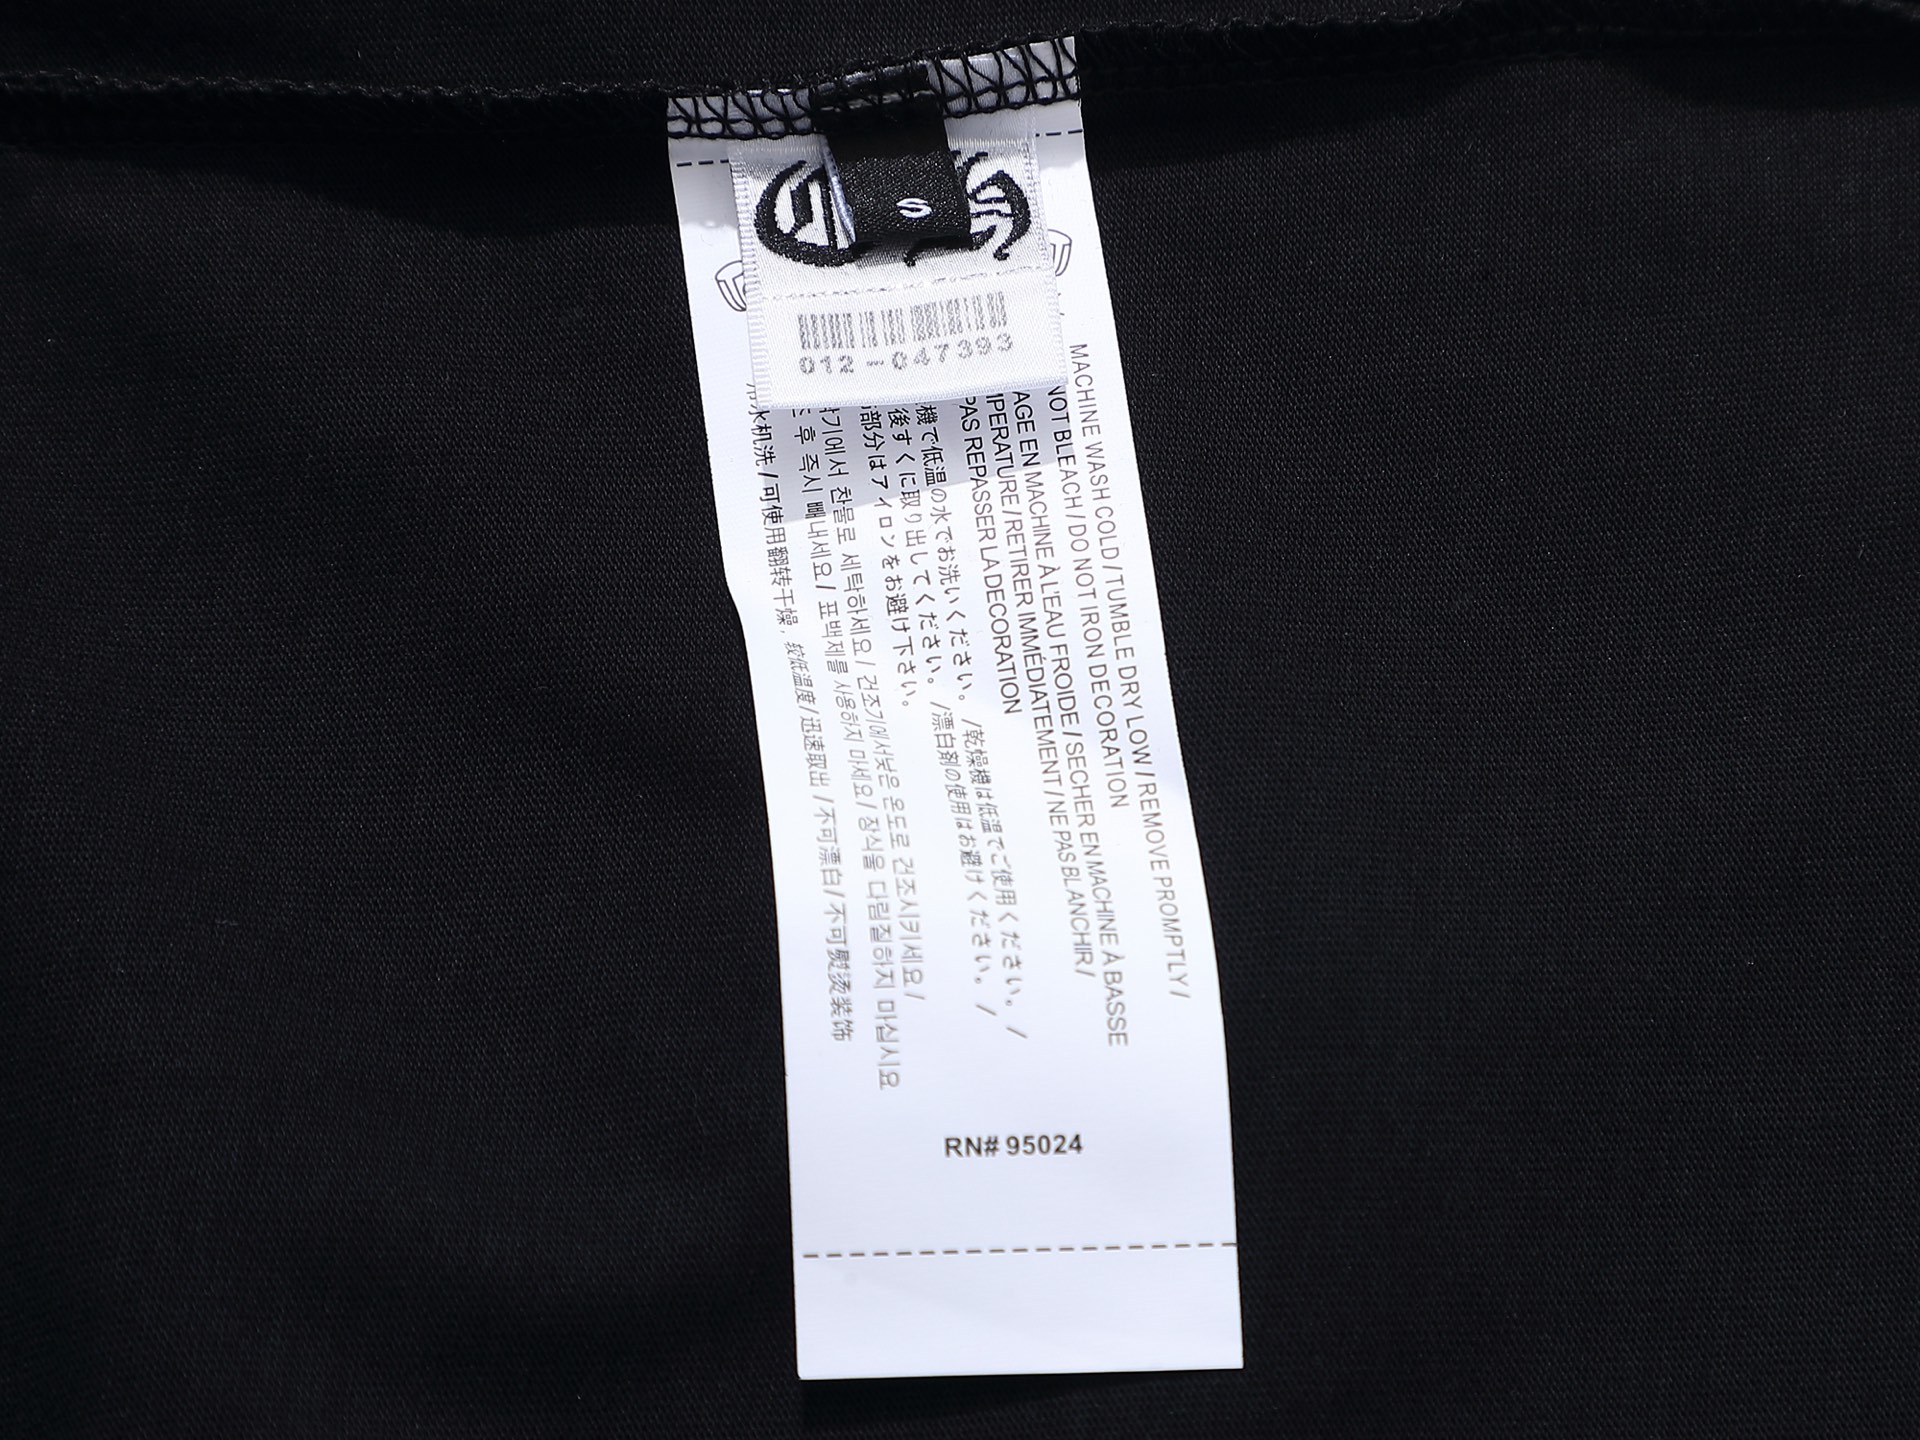 S
012-047393
MACHINE WASH COLD / TUMBLE DRY LOW / REMOVE PROMPTLY /
NOT BLEACH / DO NOT IRON DECORATION
AGE EN MACHINE À L'EAU FROIDE / SECHER EN MACHINE À BASSE
MPERATURE / RETIRER IMMÉDIATEMENT / NE PAS BLANCHIR /
PAS REPASSER LA DECORATION
機で低温の水でお洗いください。 /乾燥機は低温でご使用ください。 /
後すぐに取り出してください。 /漂白剤の使用はお避けください。 /
部分はアイロンをお避け下さい。
기에서 찬물로 세탁하세요 / 건조기에서낮은 온도로 건조시키세요 /
후 즉시 빼내세요 / 표백제를 사용하지 마세요 / 장식을 다림질하지 마십시요
水机洗 / 可使用翻转干燥, 较低温度 / 迅速取出 / 不可漂白 / 不可熨烫装饰
RN# 95024